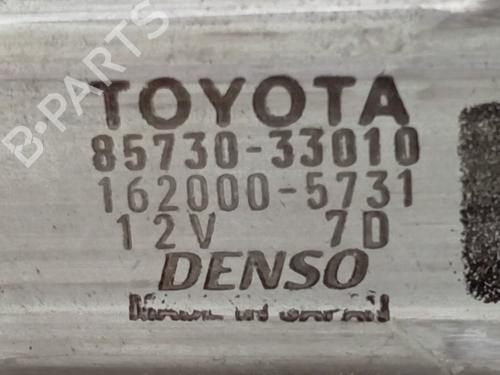 B-PARTS
TOYOTA
85730-33010
162000-5731
12V 7D
DENSO